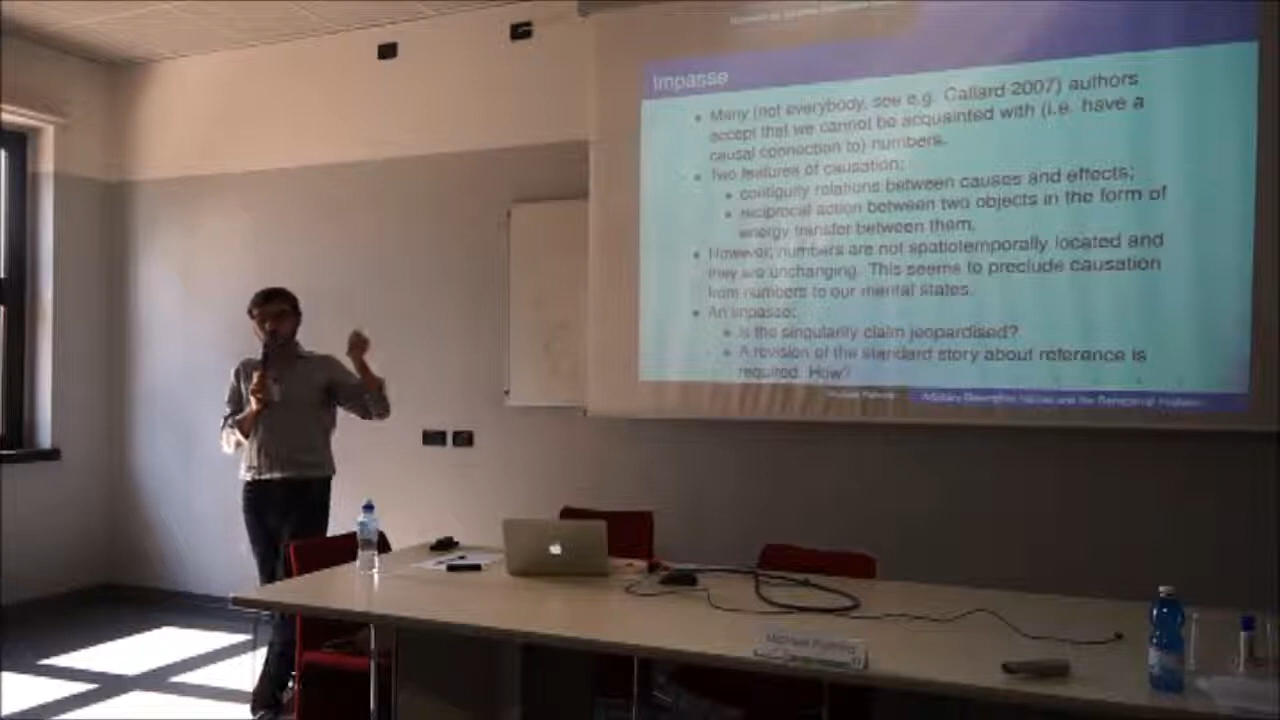 Impasse
Many (not everybody, see e.g. Callard 2007) authors
accept that we cannot be acquainted with (i.e. have a
causal connection to) numbers.
Two features of causation:
contiguity relations between causes and effects;
reciprocal action between two objects in the form of
energy transfer between them.
However, numbers are not spatiotemporally located and
they are unchanging. This seems to preclude causation
from numbers to our mental states.
An impasse:
Is the singularity claim jeopardised?
A revision of the standard story about reference is
required. How?
and the